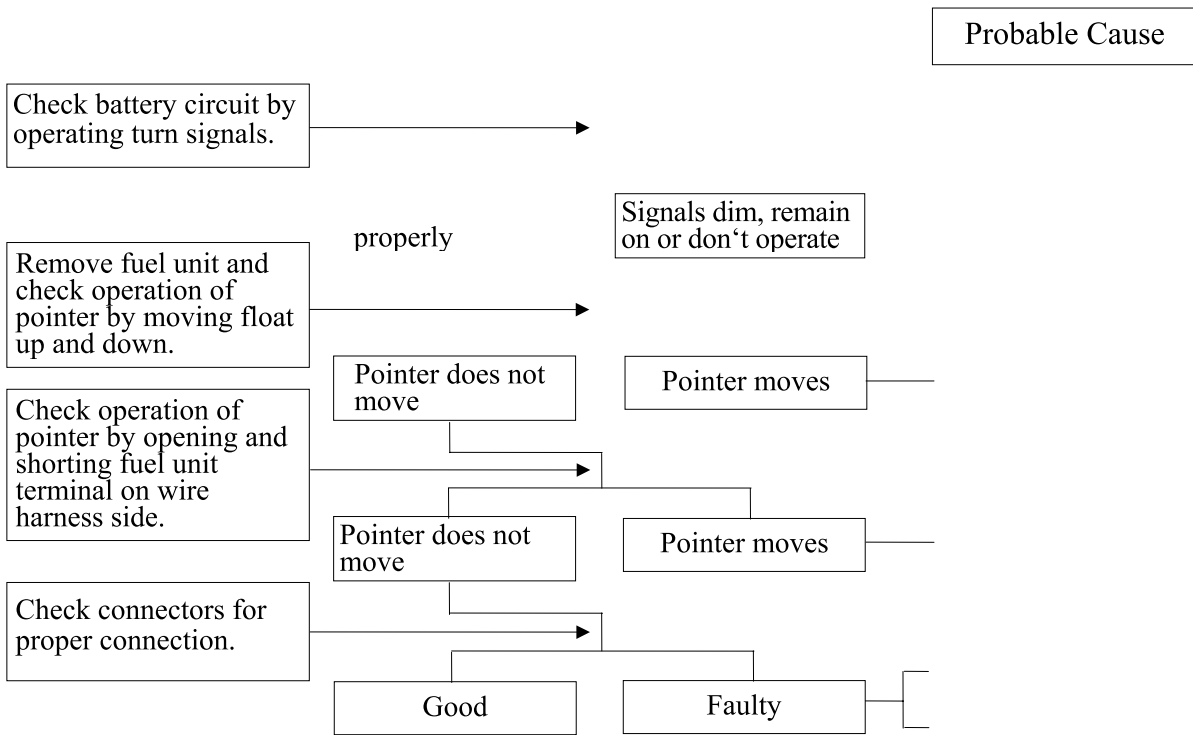 Probable Cause
Check battery circuit by
operating turn signals.
Signals dim, remain
on or don‘t operate
properly
Remove fuel unit and
check operation of
pointer by moving float
up and down.
Pointer does not
move
Pointer moves
Check operation of
pointer by opening and
shorting fuel unit
terminal on wire
harness side.
Pointer does not
move
Pointer moves
Check connectors for
proper connection.
Good
Faulty